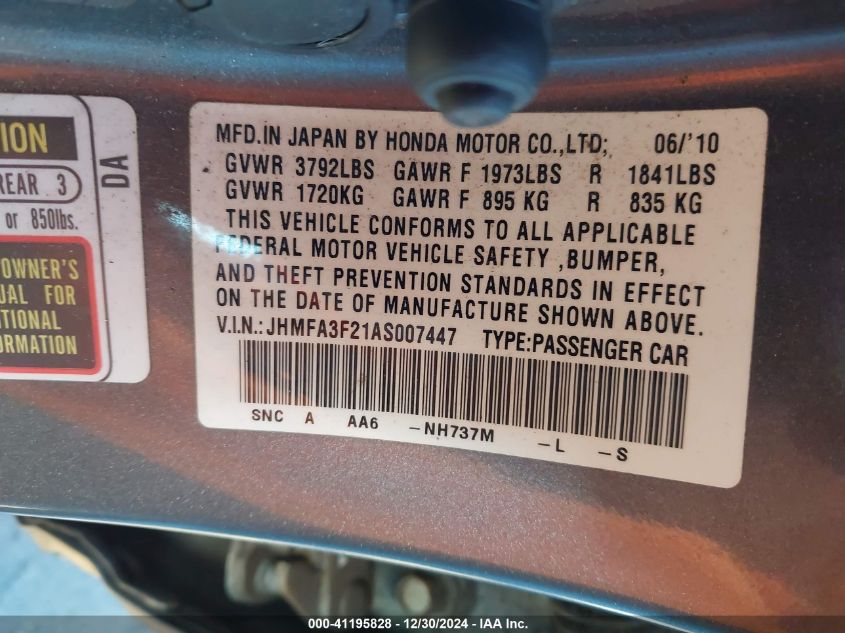 ION
REAR 3
or 850lbs.
OWNER'S
UAL FOR
TIONAL
ORMATION
DA
MFD.IN JAPAN BY HONDA MOTOR CO.,LTD; 06/'10
GVWR 3792LBS GAWR F 1973LBS R 1841LBS
GVWR 1720KG GAWR F 895 KG R 835 KG
THIS VEHICLE CONFORMS TO ALL APPLICABLE
FEDERAL MOTOR VEHICLE SAFETY ,BUMPER,
AND THEFT PREVENTION STANDARDS IN EFFECT
ON THE DATE OF MANUFACTURE SHOWN ABOVE.
V.I.N.:JHMFA3F21AS007447 TYPE:PASSENGER CAR
SNC A AA6 -NH737M -L -S
000-41195828 - 12/30/2024 - IAA Inc.